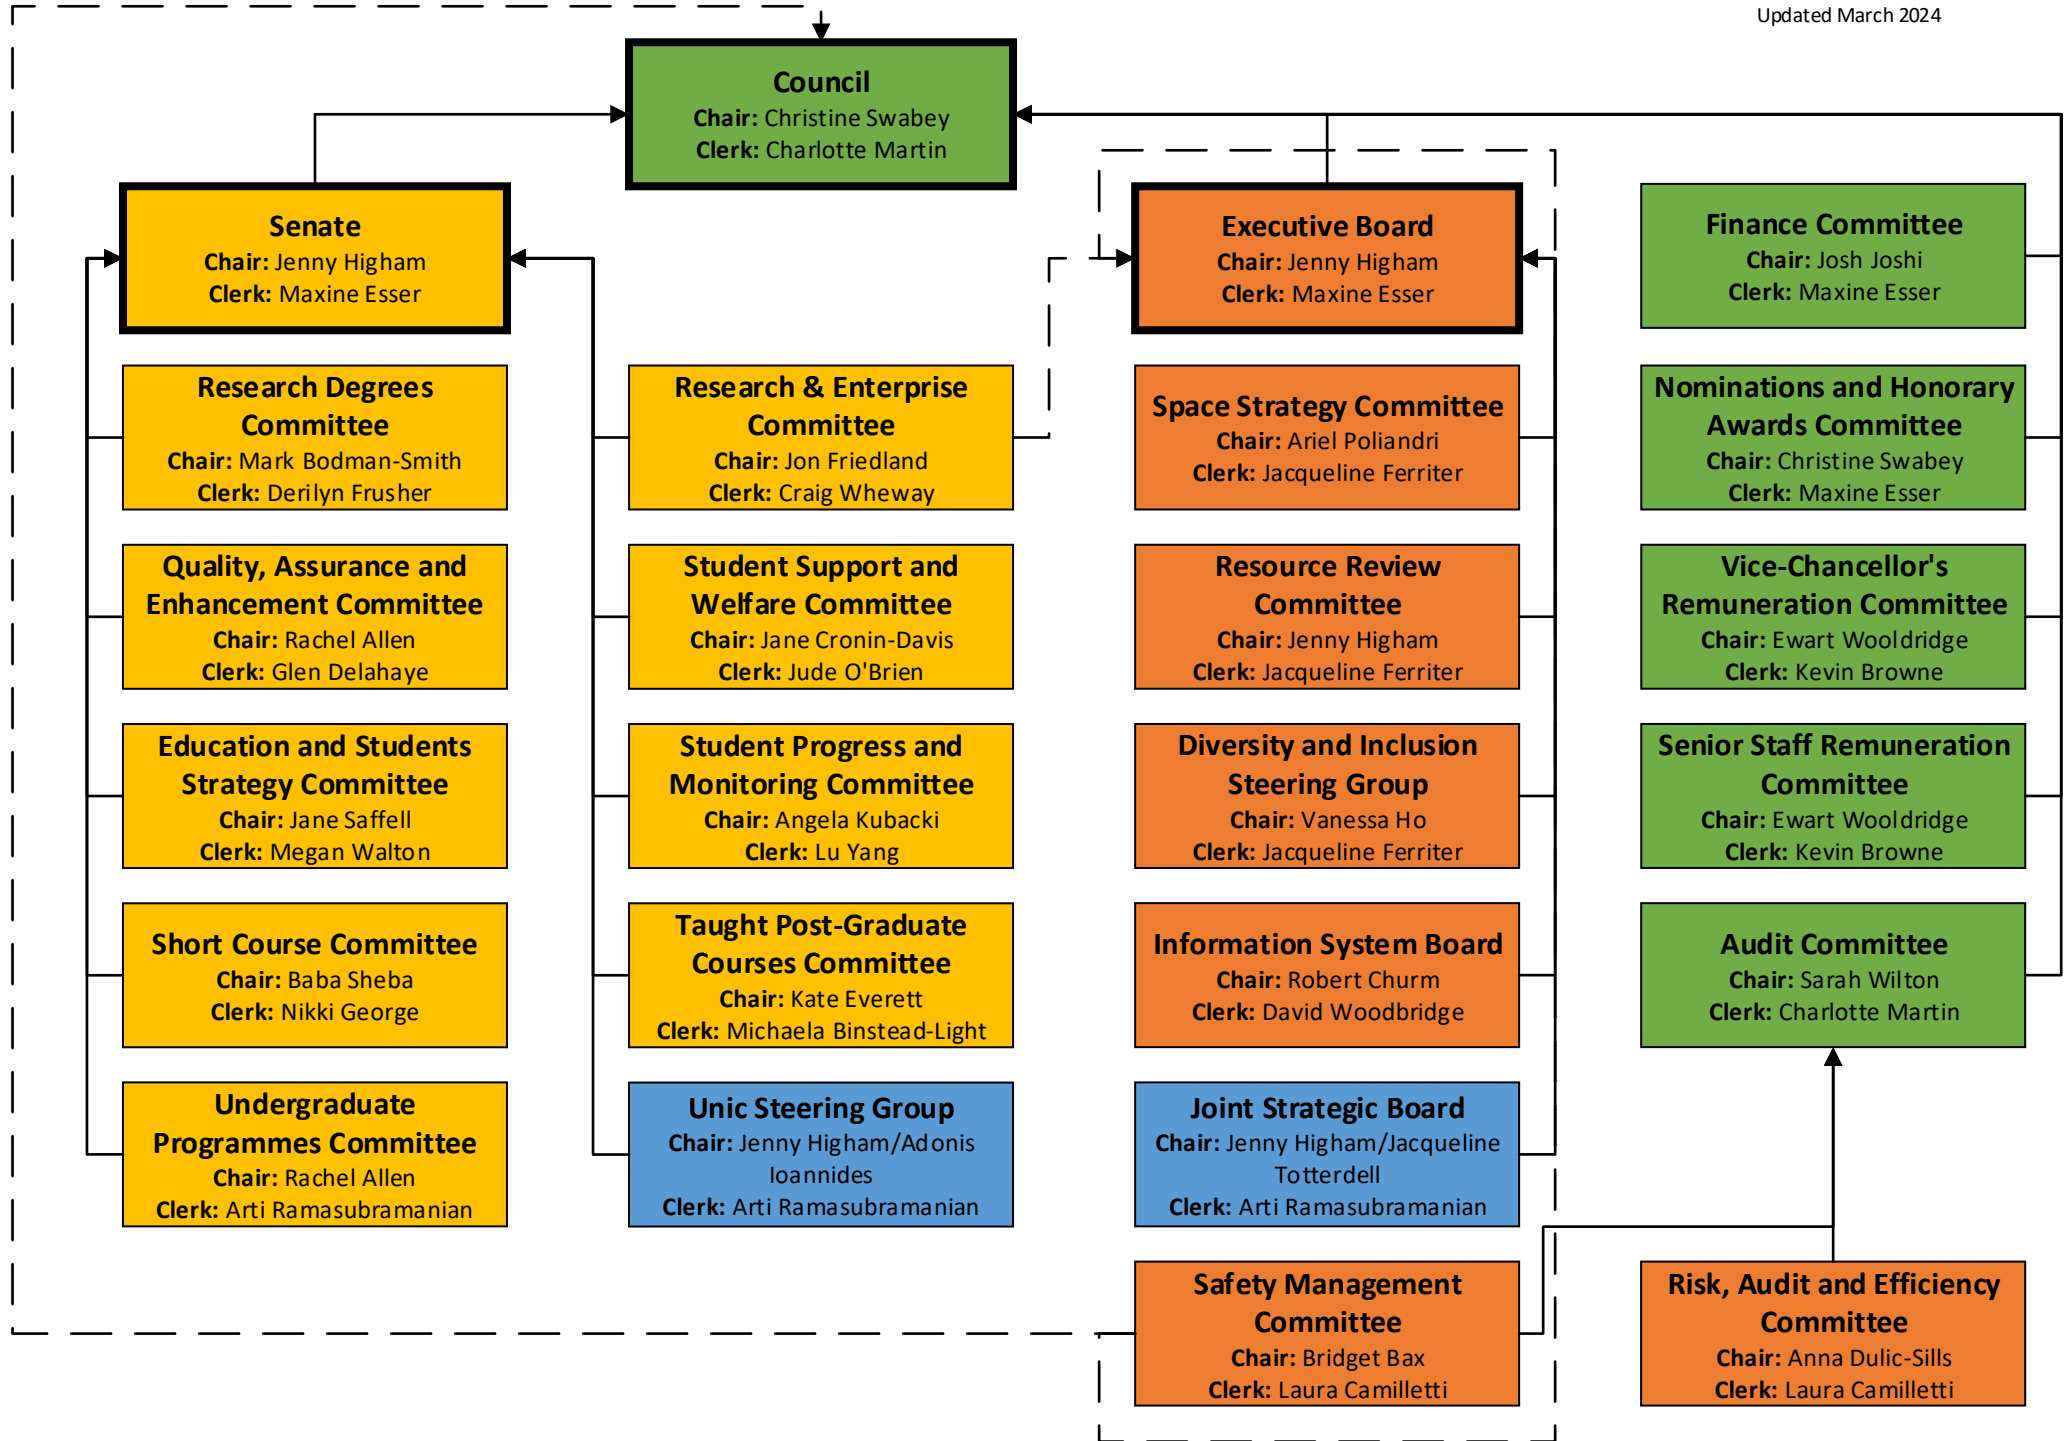 Updated March 2024
Council
Chair: Christine Swabey
Clerk: Charlotte Martin
Senate
Chair: Jenny Higham
Clerk: Maxine Esser
Executive Board
Chair: Jenny Higham
Clerk: Maxine Esser
Finance Committee
Chair: Josh Joshi
Clerk: Maxine Esser
Research Degrees
Committee
Chair: Mark Bodman-Smith
Clerk: Derilyn Frusher
Research & Enterprise
Committee
Chair: Jon Friedland
Clerk: Craig Wheway
Space Strategy Committee
Chair: Ariel Poliandri
Clerk: Jacqueline Ferriter
Nominations and Honorary
Awards Committee
Chair: Christine Swabey
Clerk: Maxine Esser
Quality, Assurance and
Enhancement Committee
Chair: Rachel Allen
Clerk: Glen Delahaye
Student Support and
Welfare Committee
Chair: Jane Cronin-Davis
Clerk: Jude O'Brien
Resource Review
Committee
Chair: Jenny Higham
Clerk: Jacqueline Ferriter
Vice-Chancellor's
Remuneration Committee
Chair: Ewart Wooldridge
Clerk: Kevin Browne
Education and Students
Strategy Committee
Chair: Jane Saffell
Clerk: Megan Walton
Student Progress and
Monitoring Committee
Chair: Angela Kubacki
Clerk: Lu Yang
Diversity and Inclusion
Steering Group
Chair: Vanessa Ho
Clerk: Jacqueline Ferriter
Senior Staff Remuneration
Committee
Chair: Ewart Wooldridge
Clerk: Kevin Browne
Short Course Committee
Chair: Baba Sheba
Clerk: Nikki George
Taught Post-Graduate
Courses Committee
Chair: Kate Everett
Clerk: Michaela Binstead-Light
Information System Board
Chair: Robert Churm
Clerk: David Woodbridge
Audit Committee
Chair: Sarah Wilton
Clerk: Charlotte Martin
Undergraduate
Programmes Committee
Chair: Rachel Allen
Clerk: Arti Ramasubramanian
Unic Steering Group
Chair: Jenny Higham/Adonis
Ioannides
Clerk: Arti Ramasubramanian
Joint Strategic Board
Chair: Jenny Higham/Jacqueline
Totterdell
Clerk: Arti Ramasubramanian
Safety Management
Committee
Chair: Bridget Bax
Clerk: Laura Camilletti
Risk, Audit and Efficiency
Committee
Chair: Anna Dulic-Sills
Clerk: Laura Camilletti